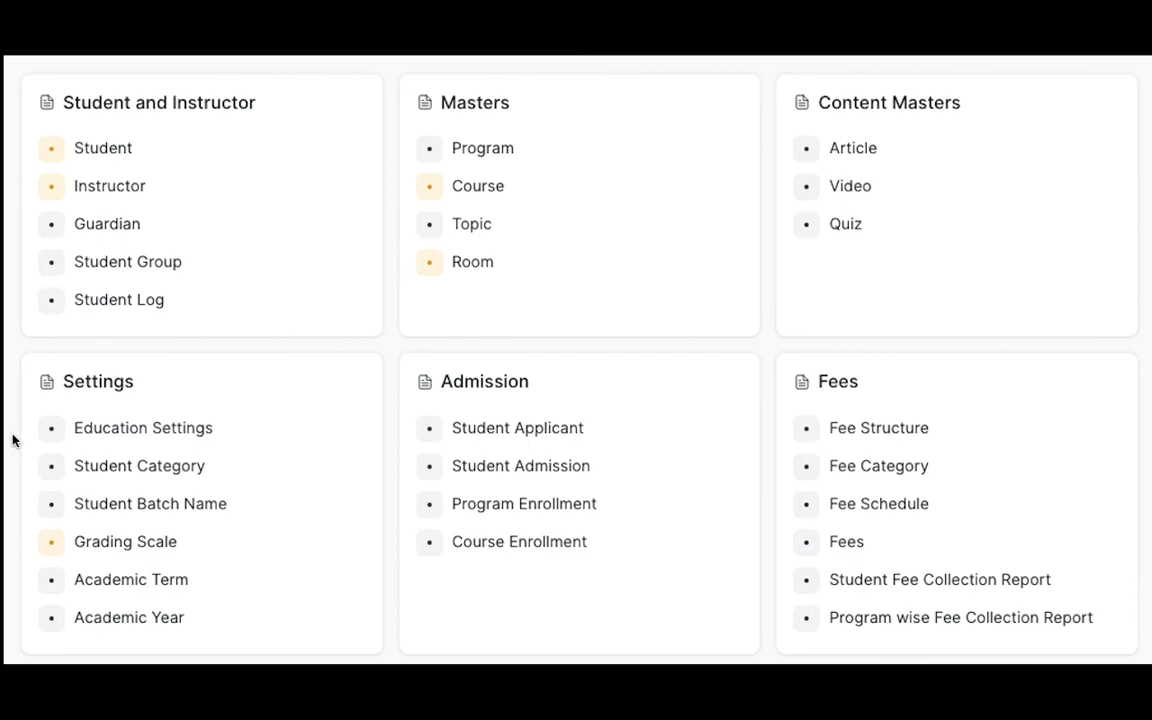 Student and Instructor
Student
Instructor
Guardian
Student Group
Student Log
Masters
Program
Course
Topic
Room
Content Masters
Article
Video
Quiz
Settings
Education Settings
Student Category
Student Batch Name
Grading Scale
Academic Term
Academic Year
Admission
Student Applicant
Student Admission
Program Enrollment
Course Enrollment
Fees
Fee Structure
Fee Category
Fee Schedule
Fees
Student Fee Collection Report
Program wise Fee Collection Report